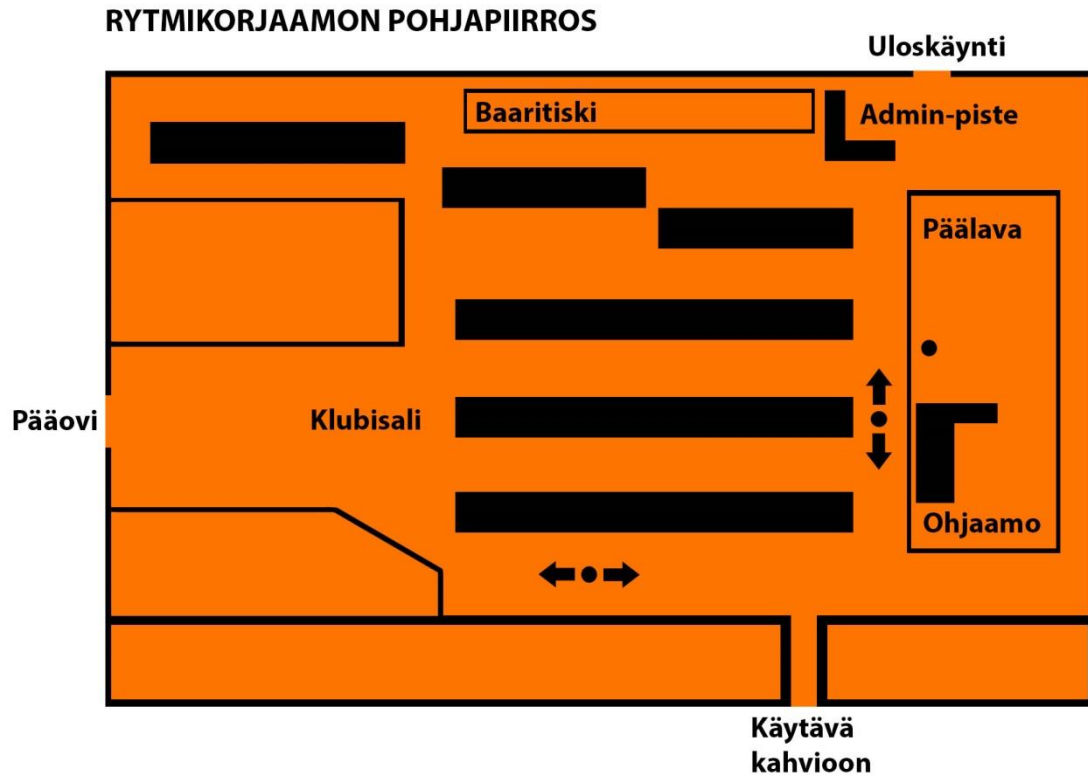 RYTMIKORJAAMON POHJAPIIRROS
Uloskäynti
Baaritiski
Admin-piste
Päälava
Pääovi
Klubisali
Ohjaamo
Käytävä
kahvioon